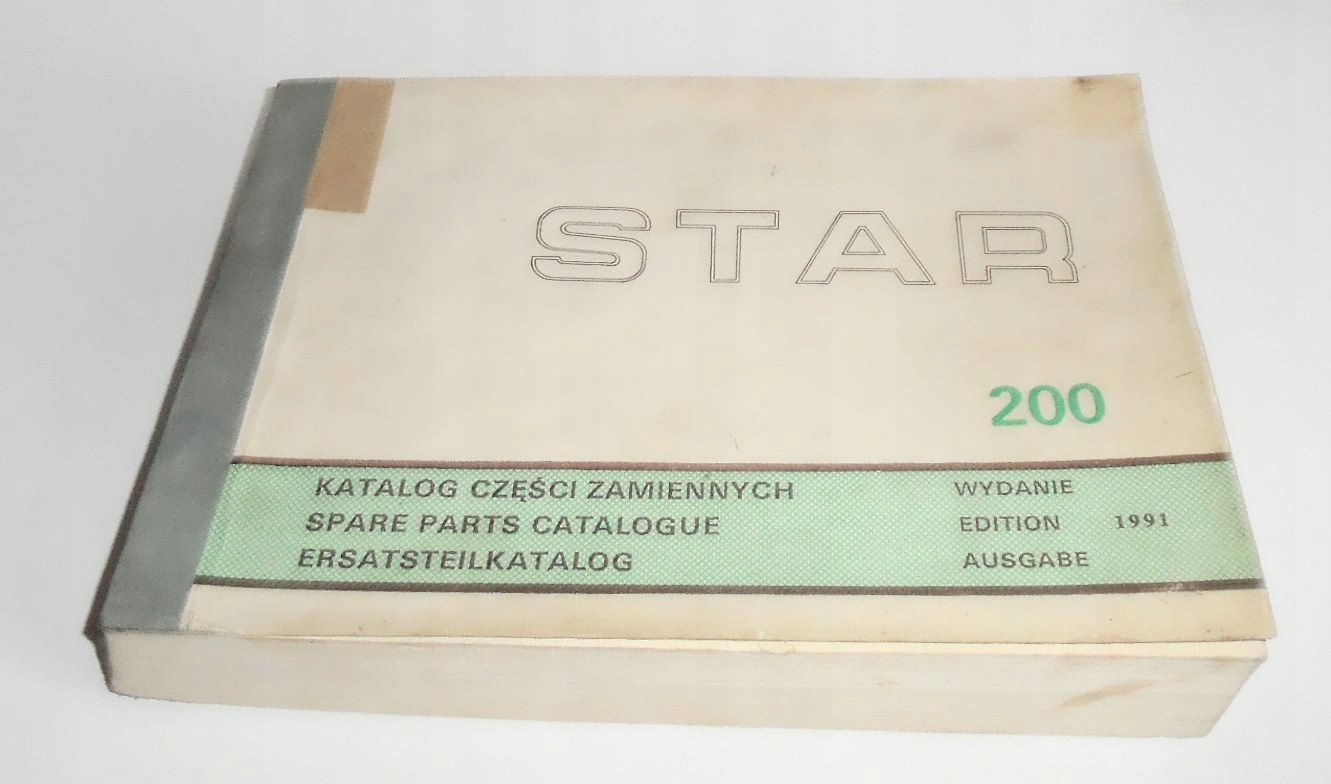 STAR
200
KATALOG CZĘŚCI ZAMIENNYCH WYDANIE
SPARE PARTS CATALOGUE EDITION 1991
ERSATSTEILKATALOG AUSGABE